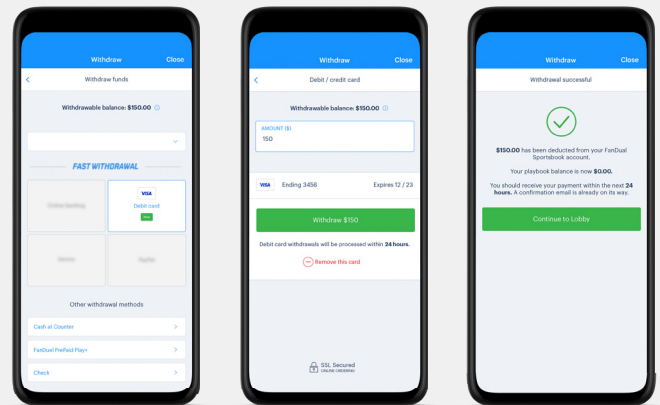 Withdraw Close
< Withdraw funds
Withdrawable balance: $150.00
FAST WITHDRAWAL
VISA
Debit card
Other withdrawal methods
Cash at Counter >
FanDuel PrePaid Play+ >
Check >
Withdraw Close
< Debit / credit card
Withdrawable balance: $150.00
AMOUNT ($)
150
VISA Ending 3456 Expires 12 / 23
Withdraw $150
Debit card withdrawals will be processed within 24 hours.
Remove this card
SSL Secured
ONLINE ORDERING
Withdraw Close
Withdrawal successful
$150.00 has been deducted from your FanDual
Sportsbook account.
Your playbook balance is now $0.00.
You should receive your payment within the next 24
hours. A confirmation email is already on its way.
Continue to Lobby